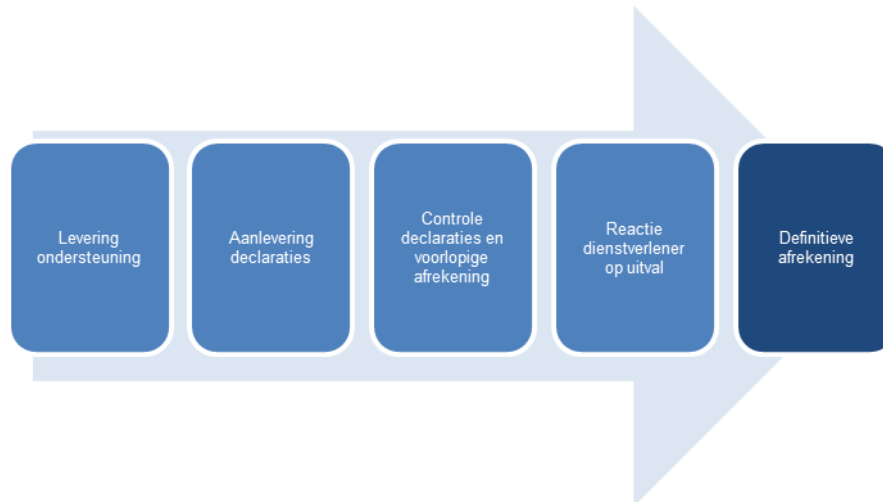 Levering
ondersteuning
Aanlevering
declaraties
Controle
declaraties en
voorlopige
afrekening
Reactie
dienstverlener
op uitval
Definitieve
afrekening